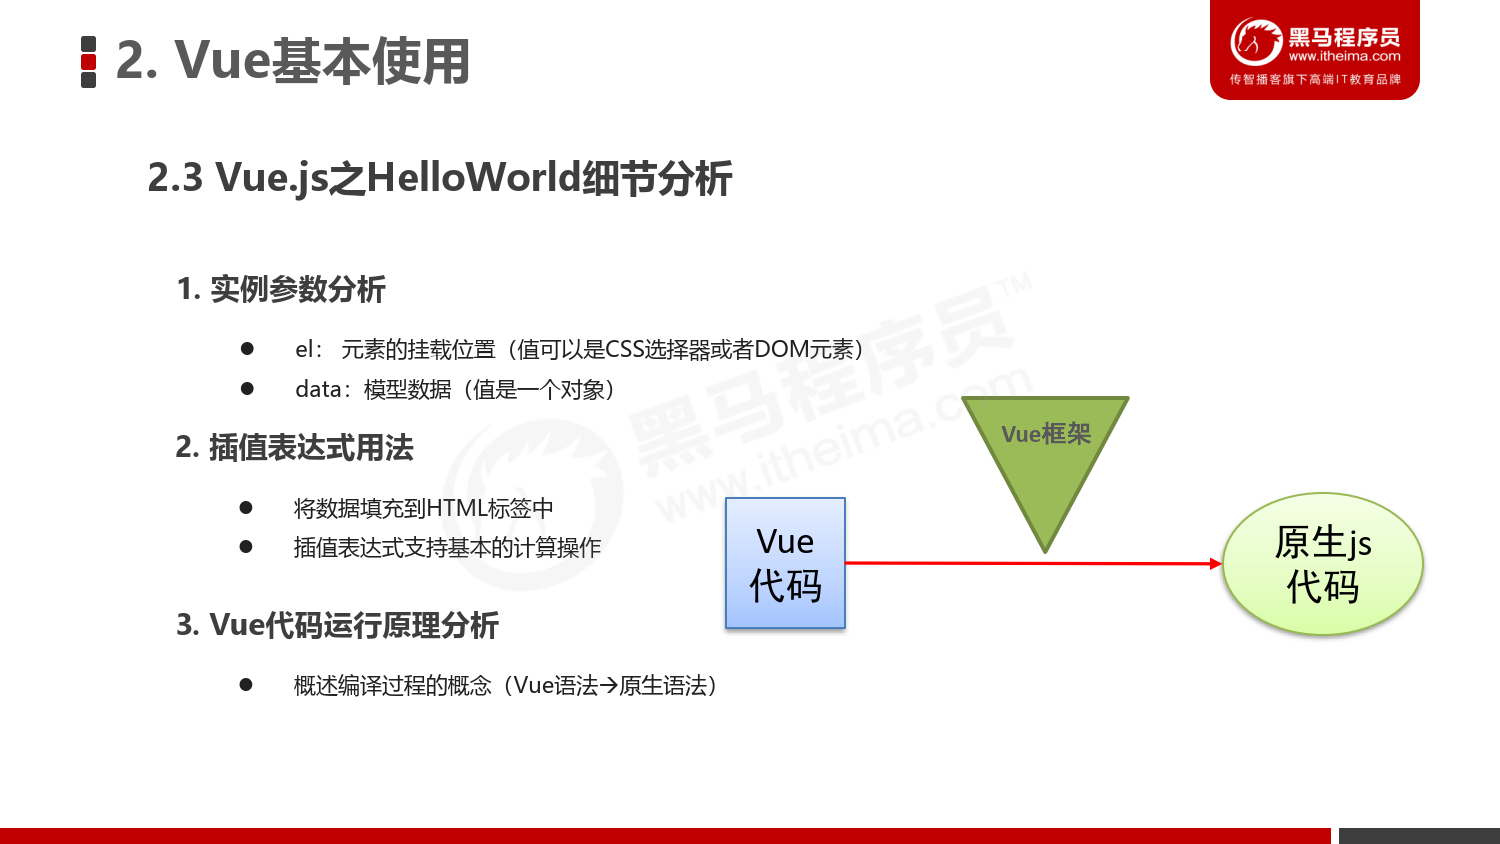 2. Vue基本使用
黑马程序员
www.itheima.com
传智播客旗下高端IT教育品牌
2.3 Vue.js之HelloWorld细节分析
1. 实例参数分析
● el： 元素的挂载位置（值可以是CSS选择器或者DOM元素）
● data：模型数据（值是一个对象）
2. 插值表达式用法
● 将数据填充到HTML标签中
● 插值表达式支持基本的计算操作
3. Vue代码运行原理分析
● 概述编译过程的概念（Vue语法→原生语法）
Vue框架
Vue
代码
原生js
代码
黑马程序员™
www.itheima.com